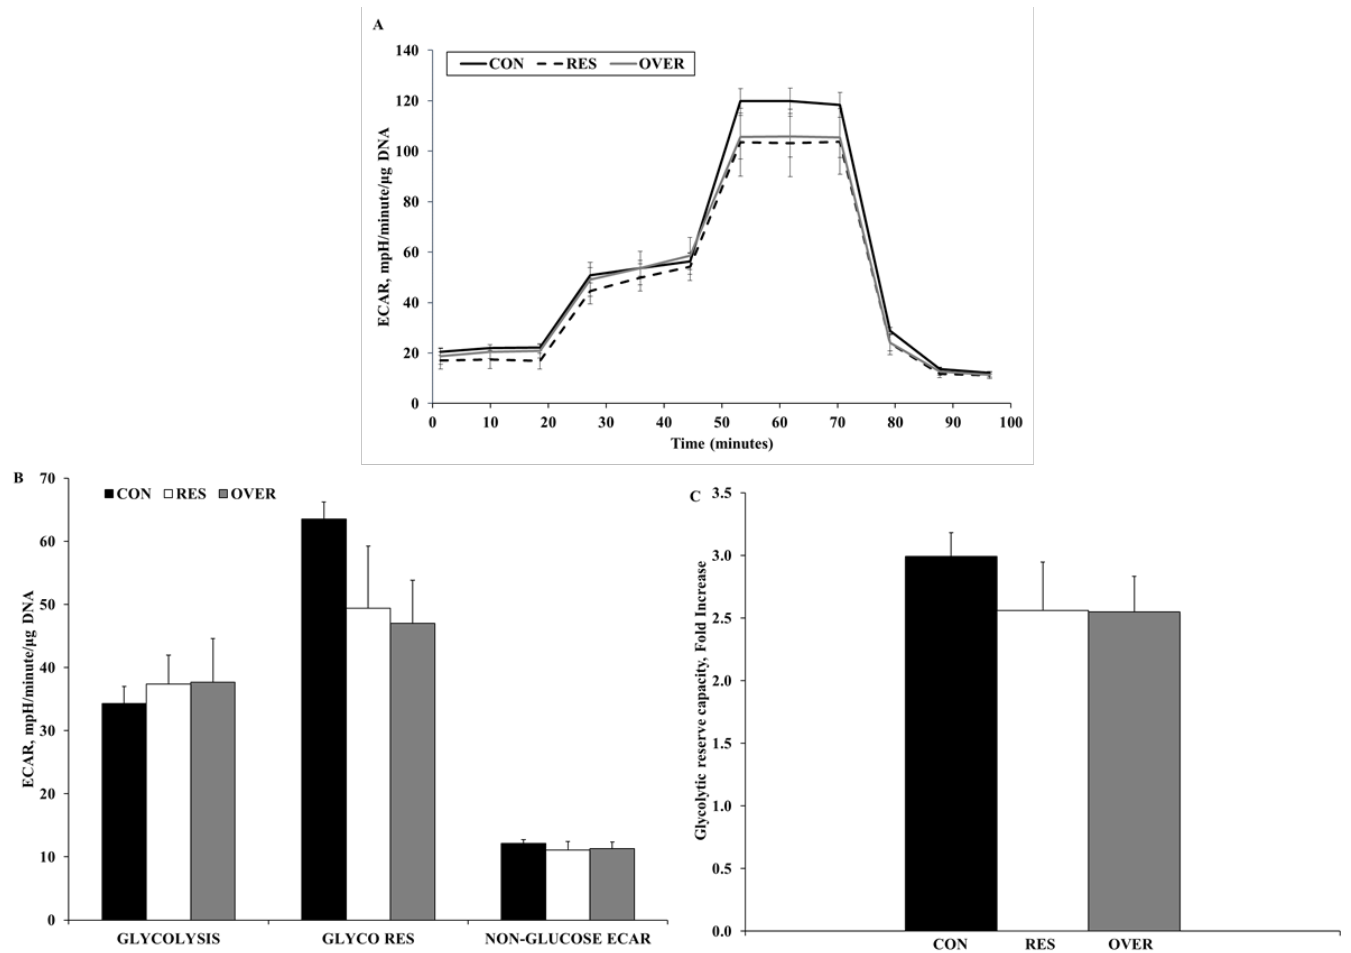 A
140
120
100
80
60
40
20
0
CON RES OVER
ECAR, mpH/minute/µg DNA
0 10 20 30 40 50 60 70 80 90 100
Time (minutes)
B
70
60
50
40
30
20
10
0
CON RES OVER
ECAR, mpH/minute/µg DNA
GLYCOLYSIS GLYCO RES NON-GLUCOSE ECAR
C
3.5
3.0
2.5
2.0
1.5
1.0
0.5
0.0
Glycolytic reserve capacity, Fold Increase
CON RES OVER